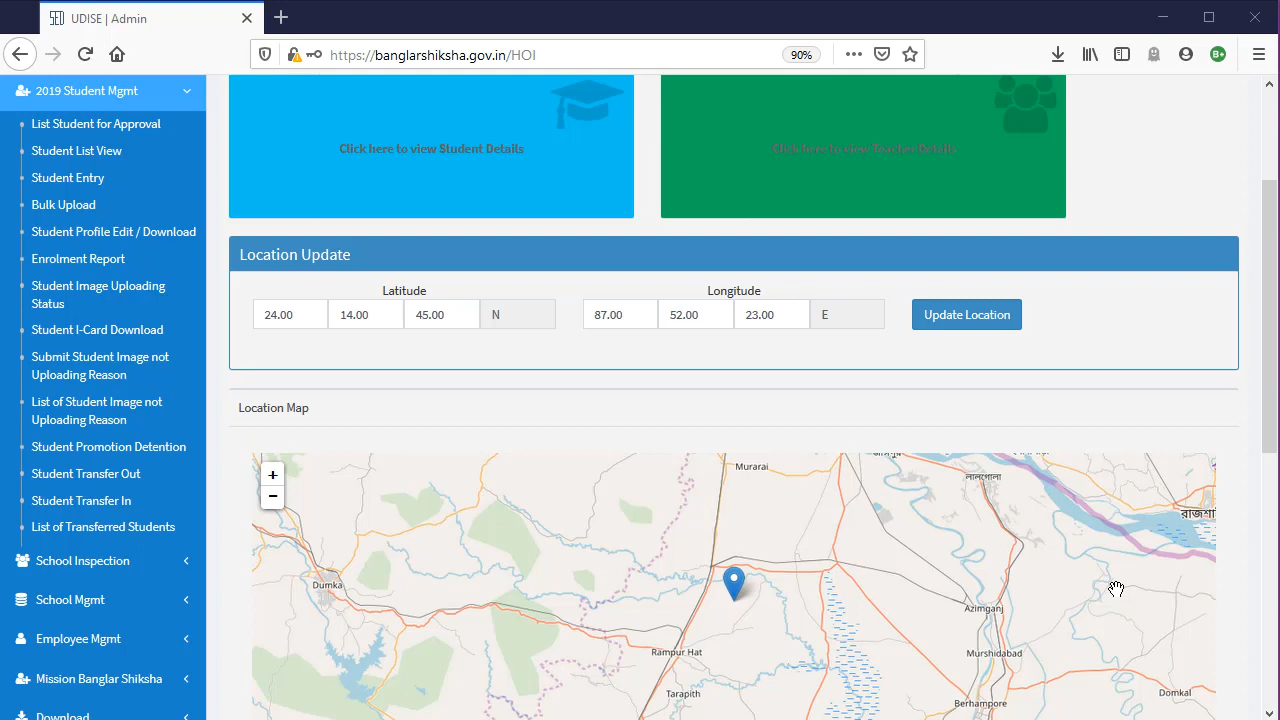 UDISE | Admin
https://banglarshiksha.gov.in/HOI
90%
2019 Student Mgmt
List Student for Approval
Student List View
Student Entry
Bulk Upload
Student Profile Edit / Download
Enrolment Report
Student Image Uploading
Status
Student I-Card Download
Submit Student Image not
Uploading Reason
List of Student Image not
Uploading Reason
Student Promotion Detention
Student Transfer Out
Student Transfer In
List of Transferred Students
School Inspection
School Mgmt
Employee Mgmt
Mission Banglar Shiksha
Download
Click here to view Student Details
Click here to view Teacher Details
Location Update
Latitude
Longitude
24.00 14.00 45.00 N
87.00 52.00 23.00 E
Update Location
Location Map
+
−
Murarai
লালগোলা
Dumka
Azimganj
Rampur Hat
Murshidabad
Tarapith
Domkal
Berhampore